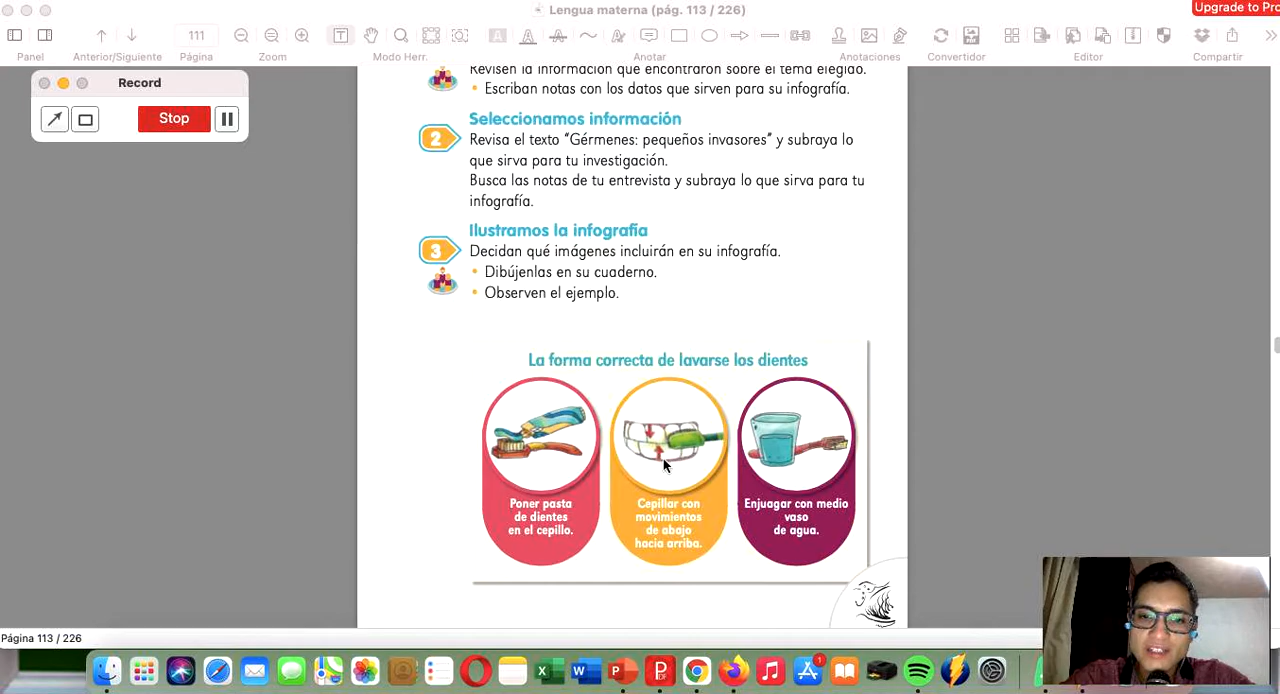 Lengua materna (pág. 113 / 226)
Upgrade to Pro
111
Panel
Anterior/Siguiente
Página
Zoom
Modo Herr.
Anotar
Anotaciones
Convertidor
Editor
Compartir
Record
Stop
Revisen la información que encontraron sobre el tema elegido.
• Escriban notas con los datos que sirven para su infografía.
Seleccionamos información
2
Revisa el texto “Gérmenes: pequeños invasores” y subraya lo
que sirva para tu investigación.
Busca las notas de tu entrevista y subraya lo que sirva para tu
infografía.
Ilustramos la infografía
3
Decidan qué imágenes incluirán en su infografía.
• Dibújenlas en su cuaderno.
• Observen el ejemplo.
La forma correcta de lavarse los dientes
Poner pasta
de dientes
en el cepillo.
Cepillar con
movimientos
de abajo
hacia arriba.
Enjuagar con medio
vaso
de agua.
Página 113 / 226